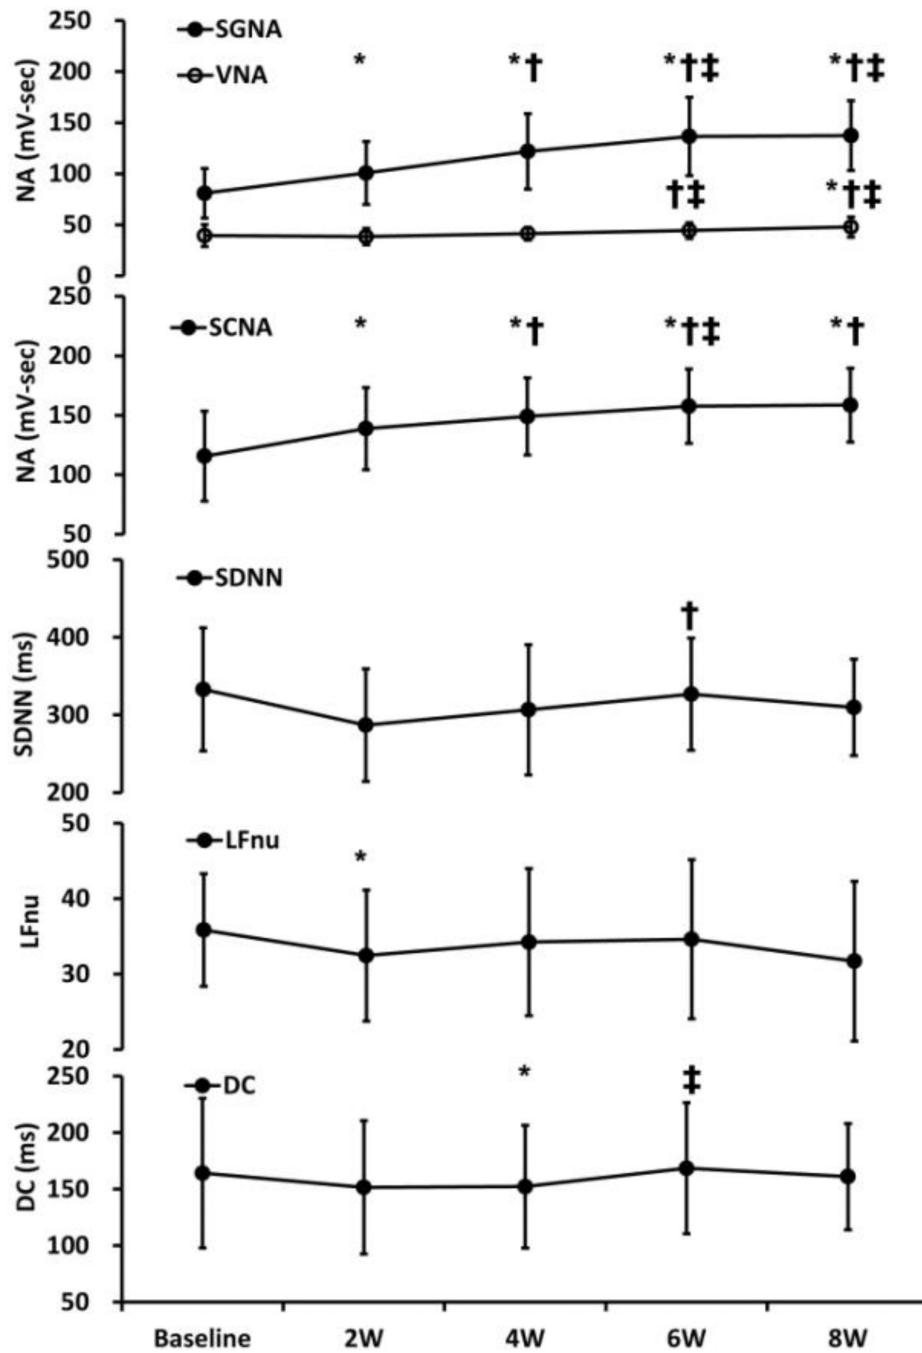 250
SGNA
200
VNA
* *† *†‡ *†‡
150
NA (mV-sec)
100
†‡ *†‡
50
0
250
SCNA
* *† *†‡ *†
200
150
NA (mV-sec)
100
50
500
SDNN
†
400
SDNN (ms)
300
200
50
LFnu
*
40
LFnu
30
20
250
DC
* ‡
200
DC (ms)
150
100
50
Baseline 2W 4W 6W 8W